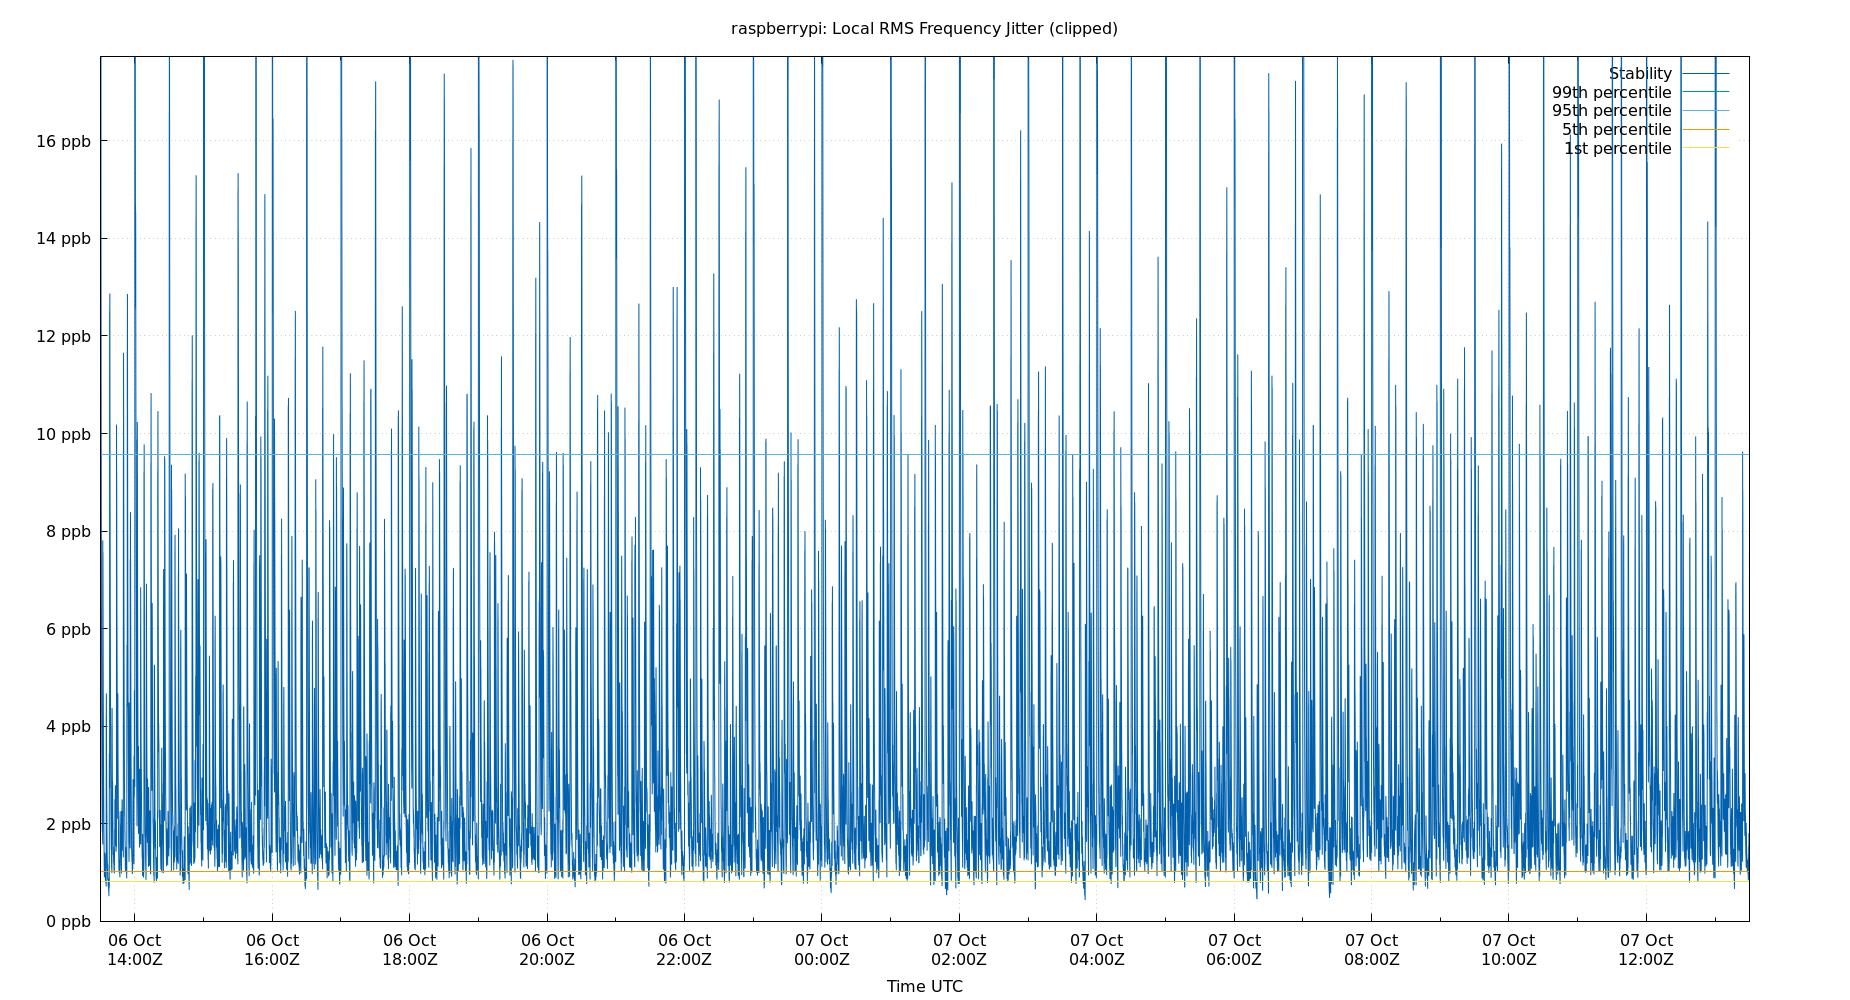 raspberrypi: Local RMS Frequency Jitter (clipped)
Stability
99th percentile
95th percentile
5th percentile
1st percentile
16 ppb
14 ppb
12 ppb
10 ppb
8 ppb
6 ppb
4 ppb
2 ppb
0 ppb
06 Oct 06 Oct 06 Oct 06 Oct 06 Oct 07 Oct 07 Oct 07 Oct 07 Oct 07 Oct 07 Oct 07 Oct
14:00Z 16:00Z 18:00Z 20:00Z 22:00Z 00:00Z 02:00Z 04:00Z 06:00Z 08:00Z 10:00Z 12:00Z
Time UTC